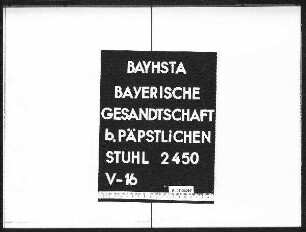 BAYHSTA
BAYERISCHE
GESANDTSCHAFT
b. PÄPSTLiCHEN
STUHL 2450
V-16